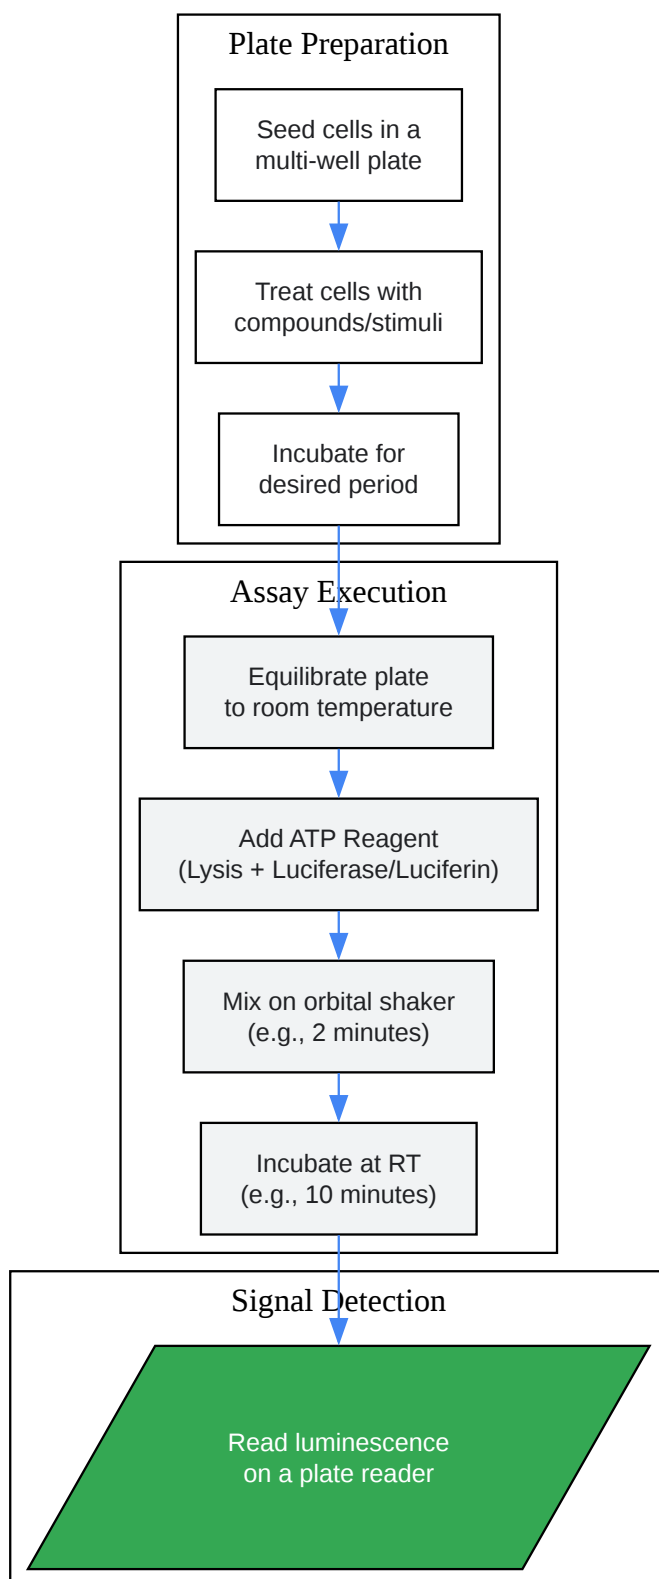 Plate Preparation
Seed cells in a
multi-well plate
Treat cells with
compounds/stimuli
Incubate for
desired period
Assay Execution
Equilibrate plate
to room temperature
Add ATP Reagent
(Lysis + Luciferase/Luciferin)
Mix on orbital shaker
(e.g., 2 minutes)
Incubate at RT
(e.g., 10 minutes)
Signal Detection
Read luminescence
on a plate reader